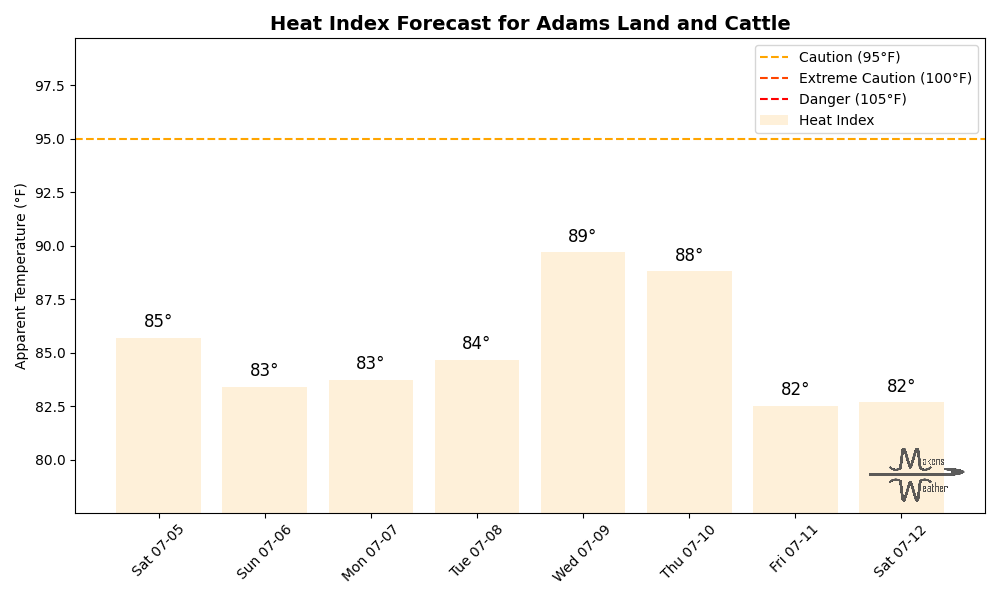 Heat Index Forecast for Adams Land and Cattle
Caution (95°F)
Extreme Caution (100°F)
Danger (105°F)
Heat Index
Apparent Temperature (°F)
97.5
95.0
92.5
90.0
87.5
85.0
82.5
80.0
85°
83°
83°
84°
89°
88°
82°
82°
Sat 07-05
Sun 07-06
Mon 07-07
Tue 07-08
Wed 07-09
Thu 07-10
Fri 07-11
Sat 07-12